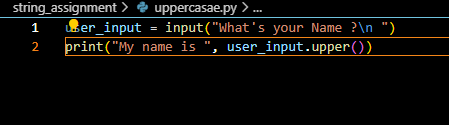 string_assignment > uppercasae.py > ...
1 user_input = input("What's your Name ?\n ")
2 print("My name is ", user_input.upper())